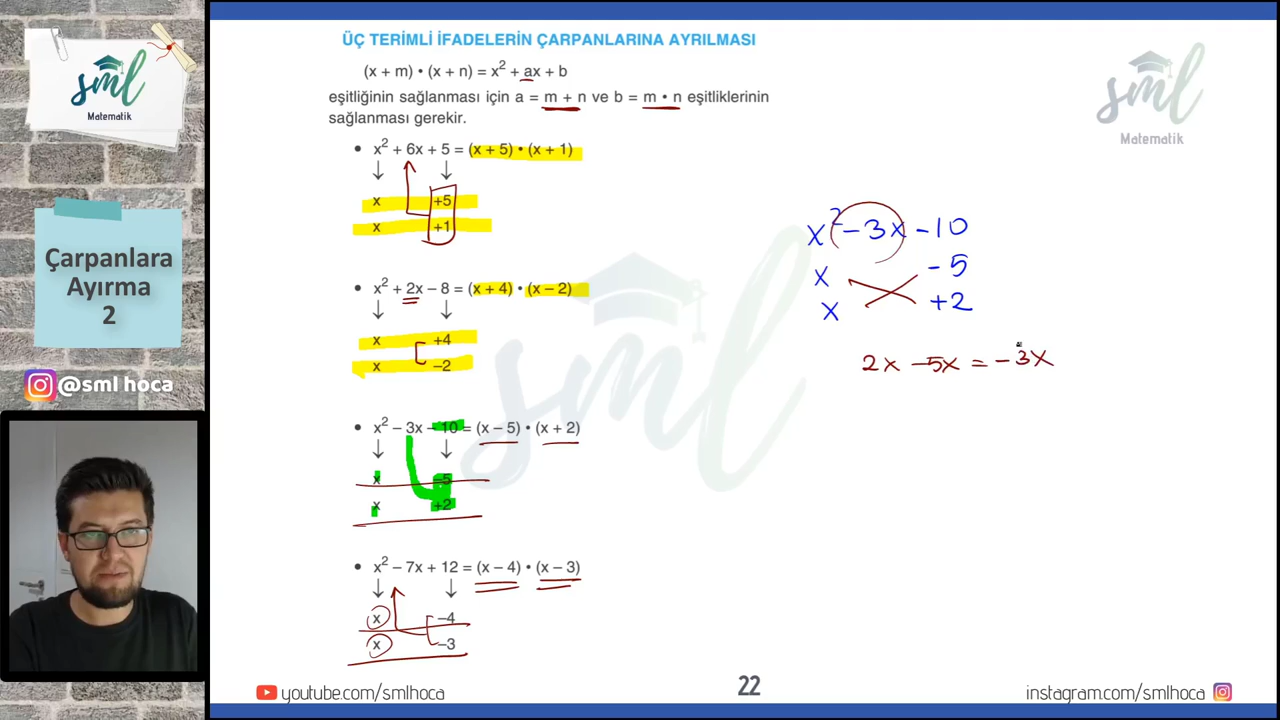 sml
Matematik
Çarpanlara
Ayırma
2
@sml hoca
youtube.com/smlhoca
ÜÇ TERİMLİ İFADELERİN ÇARPANLARINA AYRILMASI
(x + m) • (x + n) = x² + ax + b
eşitliğinin sağlanması için a = m + n ve b = m • n eşitliklerinin
sağlanması gerekir.
• x² + 6x + 5 = (x + 5) • (x + 1)
↓ ↓
x +5
x +1
• x² + 2x – 8 = (x + 4) • (x – 2)
↓ ↓
x +4
x –2
• x² – 3x – 10 = (x – 5) • (x + 2)
↓ ↓
x –5
x +2
• x² – 7x + 12 = (x – 4) • (x – 3)
↓ ↓
x –4
x –3
sml
Matematik
x² – 3x – 10
x – 5
x + 2
2x – 5x = – 3x
sml
22
instagram.com/smlhoca